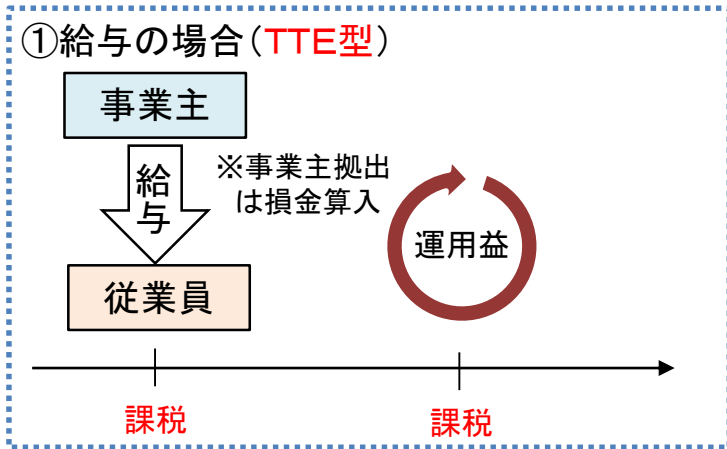 ①給与の場合（TTE型）
事業主
給与
※事業主拠出
は損金算入
運用益
従業員
課税
課税